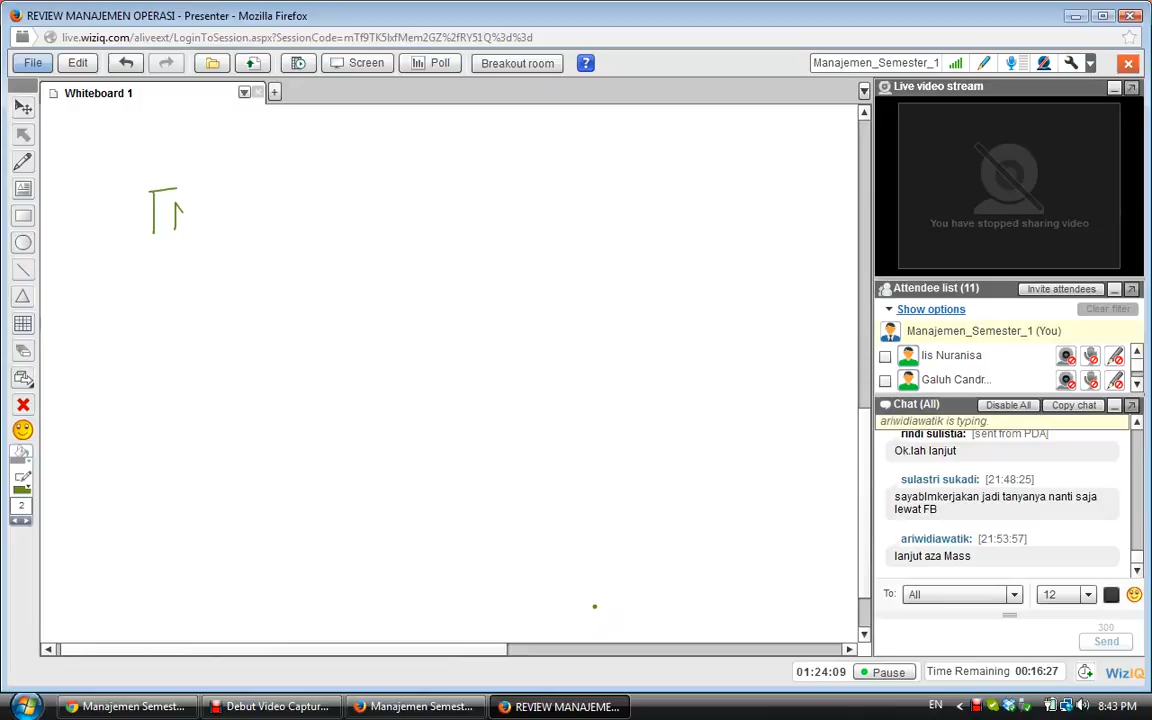 REVIEW MANAJEMEN OPERASI - Presenter - Mozilla Firefox
live.wiziq.com/aliveext/LoginToSession.aspx?SessionCode=mTf9TK5IxfMem2GZ%2fRY51Q%3d%3d
File Edit Screen Poll Breakout room ? Manajemen_Semester_1
Whiteboard 1 +
Live video stream
You have stopped sharing video
Attendee list (11) Invite attendees
Show options Clear filter
Manajemen_Semester_1 (You)
Iis Nuranisa
Galuh Candr...
Chat (All) Disable All Copy chat
ariwidiawatik is typing.
rindi sulistia: [sent from PDA]
Ok.lah lanjut
sulastri sukadi: [21:48:25]
sayablmkerjakan jadi tanyanya nanti saja
lewat FB
ariwidiawatik: [21:53:57]
lanjut aza Mass
2
To: All 12
300
Send
01:24:09 Pause Time Remaining 00:16:27 WizIQ
Manajemen Semest... Debut Video Captur... Manajemen Semest... REVIEW MANAJEME... EN 8:43 PM